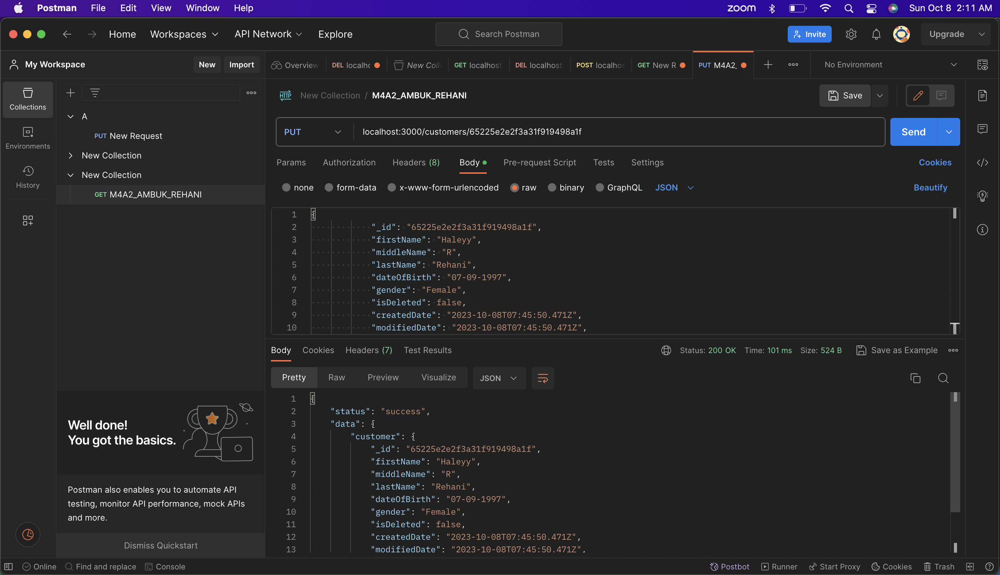 Postman File Edit View Window Help zoom Sun Oct 8 2:11 AM
Home Workspaces API Network Explore Search Postman Invite Upgrade
My Workspace New Import Overview DEL localhc New Coll GET localhost DEL localhost: POST localhos GET New R PUT M4A2_ No Environment
Collections
Environments
History
A
PUT New Request
New Collection
New Collection
GET M4A2_AMBUK_REHANI
Well done!
You got the basics.
Postman also enables you to automate API
testing, monitor API performance, mock APIs
and more.
Dismiss Quickstart
HTTP New Collection / M4A2_AMBUK_REHANI Save
PUT localhost:3000/customers/65225e2e2f3a31f919498a1f Send
Params Authorization Headers (8) Body Pre-request Script Tests Settings Cookies
none form-data x-www-form-urlencoded raw binary GraphQL JSON Beautify
1 {
2 "_id": "65225e2e2f3a31f919498a1f",
3 "firstName": "Haleyy",
4 "middleName": "R",
5 "lastName": "Rehani",
6 "dateOfBirth": "07-09-1997",
7 "gender": "Female",
8 "isDeleted": false,
9 "createdDate": "2023-10-08T07:45:50.471Z",
10 "modifiedDate": "2023-10-08T07:45:50.471Z",
Body Cookies Headers (7) Test Results Status: 200 OK Time: 101 ms Size: 524 B Save as Example
Pretty Raw Preview Visualize JSON
1 {
2 "status": "success",
3 "data": {
4 "customer": {
5 "_id": "65225e2e2f3a31f919498a1f",
6 "firstName": "Haleyy",
7 "middleName": "R",
8 "lastName": "Rehani",
9 "dateOfBirth": "07-09-1997",
10 "gender": "Female",
11 "isDeleted": false,
12 "createdDate": "2023-10-08T07:45:50.471Z",
13 "modifiedDate": "2023-10-08T07:45:50.471Z",
Online Find and replace Console Postbot Runner Start Proxy Cookies Trash